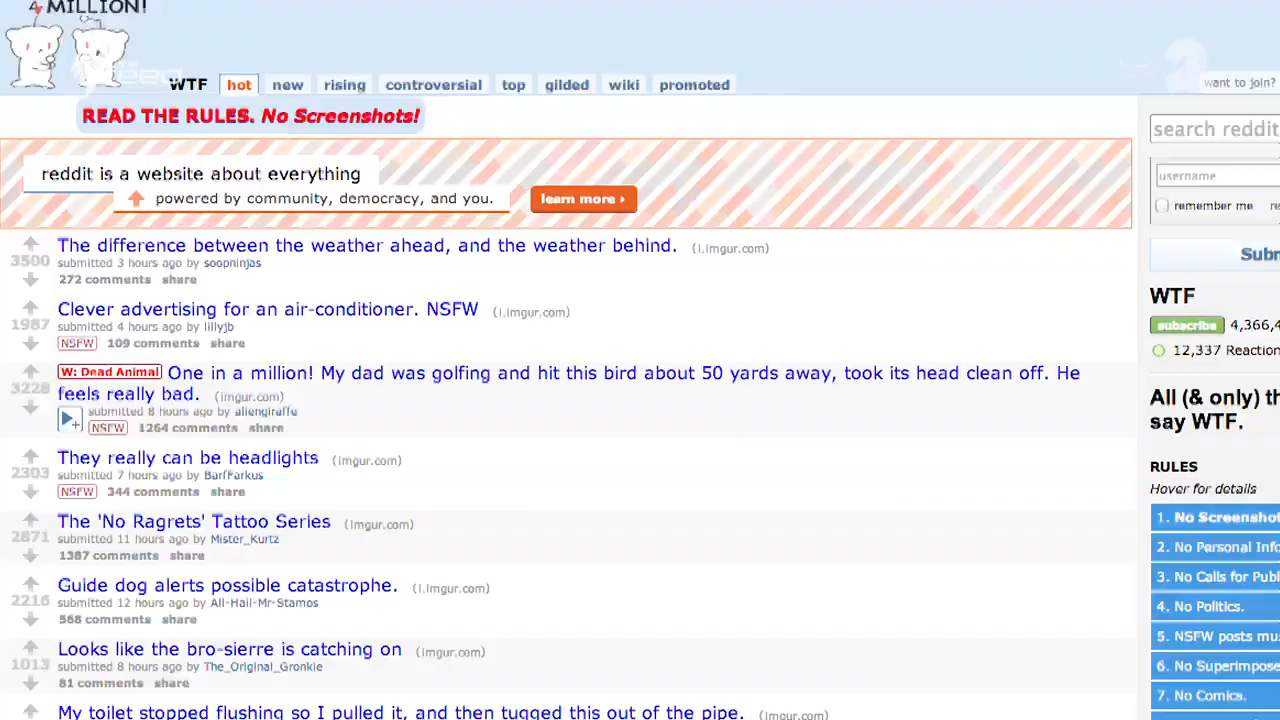 4 MILLION!
WTF hot new rising controversial top gilded wiki promoted
want to join?
READ THE RULES. No Screenshots!
reddit is a website about everything
powered by community, democracy, and you.
learn more
The difference between the weather ahead, and the weather behind. (i.imgur.com)
3500
submitted 3 hours ago by soopninjas
272 comments share
Clever advertising for an air-conditioner. NSFW (i.imgur.com)
1987
submitted 4 hours ago by lillyjb
NSFW 109 comments share
W: Dead Animal One in a million! My dad was golfing and hit this bird about 50 yards away, took its head clean off. He
3228
feels really bad. (imgur.com)
submitted 8 hours ago by aliengiraffe
NSFW 1264 comments share
They really can be headlights (imgur.com)
2303
submitted 7 hours ago by BarfFarkus
NSFW 344 comments share
The 'No Ragrets' Tattoo Series (imgur.com)
2871
submitted 11 hours ago by Mister_Kurtz
1387 comments share
Guide dog alerts possible catastrophe. (i.imgur.com)
2216
submitted 12 hours ago by All-Hail-Mr-Stamos
568 comments share
Looks like the bro-sierre is catching on (imgur.com)
1013
submitted 8 hours ago by The_Original_Gronkie
81 comments share
My toilet stopped flushing so I pulled it, and then tugged this out of the pipe. (imgur.com)
search reddit
username
remember me re
Subm
WTF
subscribe 4,366,4
12,337 Reaction
All (& only) th
say WTF.
RULES
Hover for details
1. No Screenshot
2. No Personal Info
3. No Calls for Publ
4. No Politics.
5. NSFW posts mus
6. No Superimpose
7. No Comics.